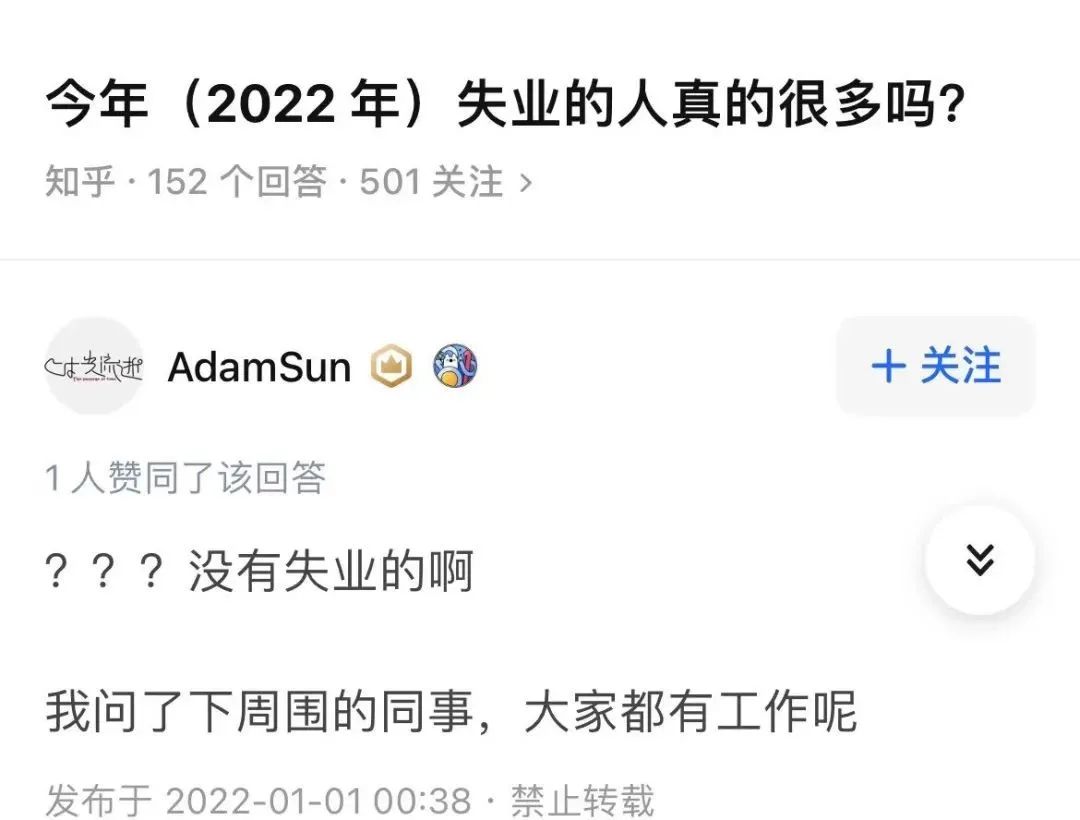 今年（2022 年）失业的人真的很多吗？
知乎 · 152 个回答 · 501 关注 ›
AdamSun
+ 关注
1 人赞同了该回答
？？？没有失业的啊
我问了下周围的同事，大家都有工作呢
发布于 2022-01-01 00:38 · 禁止转载